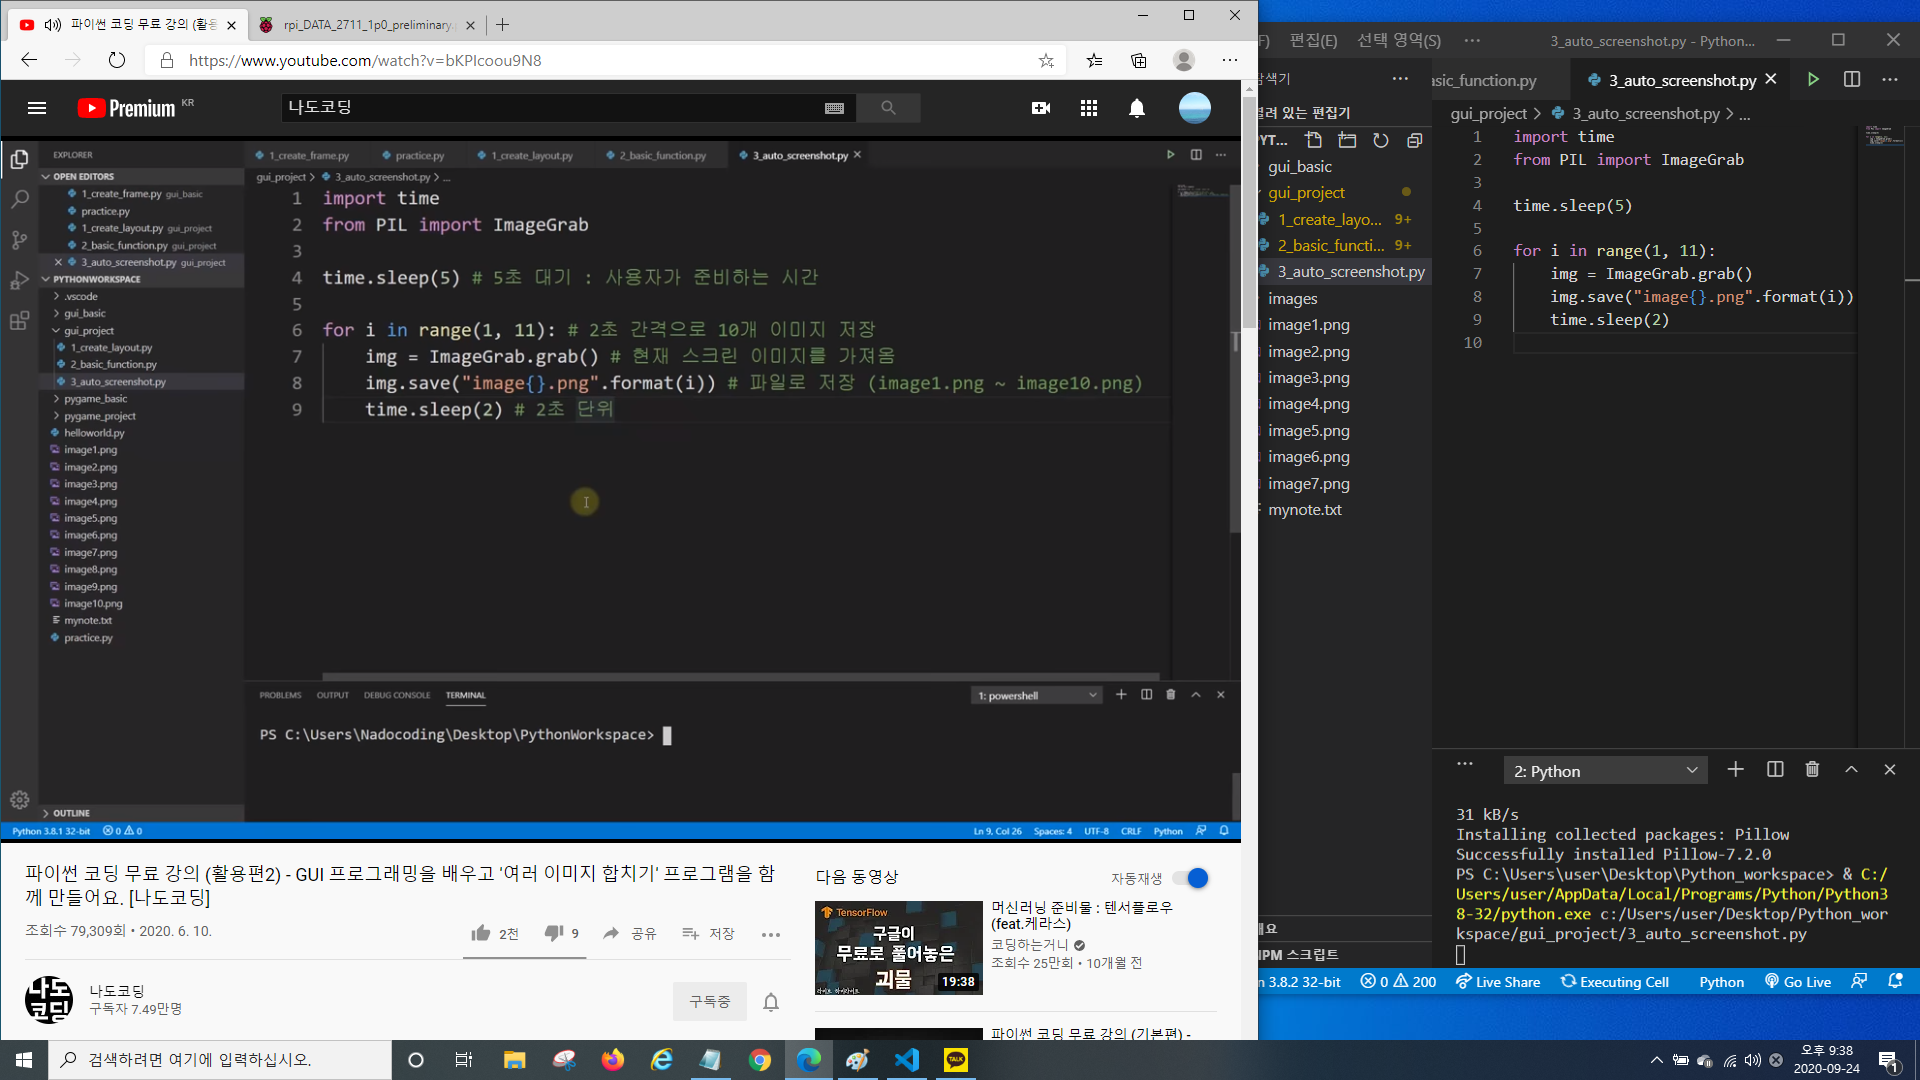 파이썬 코딩 무료 강의 (활용
rpi_DATA_2711_1p0_preliminary.
https://www.youtube.com/watch?v=bKPIcoou9N8
Premium KR
나도코딩
EXPLORER
OPEN EDITORS
1_create_frame.py gui_basic
practice.py
1_create_layout.py gui_project
2_basic_function.py gui_project
3_auto_screenshot.py gui_project
PYTHONWORKSPACE
.vscode
gui_basic
gui_project
1_create_layout.py
2_basic_function.py
3_auto_screenshot.py
pygame_basic
pygame_project
helloworld.py
image1.png
image2.png
image3.png
image4.png
image5.png
image6.png
image7.png
image8.png
image9.png
image10.png
mynote.txt
practice.py
OUTLINE
1_create_frame.py practice.py 1_create_layout.py 2_basic_function.py 3_auto_screenshot.py
gui_project > 3_auto_screenshot.py > ...
1 import time
2 from PIL import ImageGrab
3
4 time.sleep(5) # 5초 대기 : 사용자가 준비하는 시간
5
6 for i in range(1, 11): # 2초 간격으로 10개 이미지 저장
7 img = ImageGrab.grab() # 현재 스크린 이미지를 가져옴
8 img.save("image{}.png".format(i)) # 파일로 저장 (image1.png ~ image10.png)
9 time.sleep(2) # 2초 단위
PROBLEMS OUTPUT DEBUG CONSOLE TERMINAL 1: powershell
PS C:\Users\Nadocoding\Desktop\PythonWorkspace>
Python 3.8.1 32-bit 0 0 Ln 9, Col 26 Spaces: 4 UTF-8 CRLF Python
파이썬 코딩 무료 강의 (활용편2) - GUI 프로그래밍을 배우고 '여러 이미지 합치기' 프로그램을 함
께 만들어요. [나도코딩]
조회수 79,309회 • 2020. 6. 10.
2천 9 공유 저장
나도
코딩
나도코딩
구독자 7.49만명
구독중
다음 동영상 자동재생
TensorFlow
구글이
무료로 풀어놓은
괴물
19:38
머신러닝 준비물 : 텐서플로우
(feat.케라스)
코딩하는거니
조회수 25만회 • 10개월 전
파이썬 코딩 무료 강의 (기본편) -
F) 편집(E) 선택 영역(S) ··· 3_auto_screenshot.py - Python...
탐색기
sic_function.py 3_auto_screenshot.py
열려 있는 편집기
YT...
gui_basic
gui_project
1_create_layo... 9+
2_basic_functi... 9+
3_auto_screenshot.py
images
image1.png
image2.png
image3.png
image4.png
image5.png
image6.png
image7.png
mynote.txt
개요
NPM 스크립트
gui_project > 3_auto_screenshot.py > ...
1 import time
2 from PIL import ImageGrab
3
4 time.sleep(5)
5
6 for i in range(1, 11):
7 img = ImageGrab.grab()
8 img.save("image{}.png".format(i))
9 time.sleep(2)
10
2: Python
31 kB/s
Installing collected packages: Pillow
Successfully installed Pillow-7.2.0
PS C:\Users\user\Desktop\Python_workspace> & C:/
Users/user/AppData/Local/Programs/Python/Python3
8-32/python.exe c:/Users/user/Desktop/Python_wor
kspace/gui_project/3_auto_screenshot.py
n 3.8.2 32-bit 0 200 Live Share Executing Cell Python Go Live
검색하려면 여기에 입력하십시오.
TALK
오후 9:38
2020-09-24
1